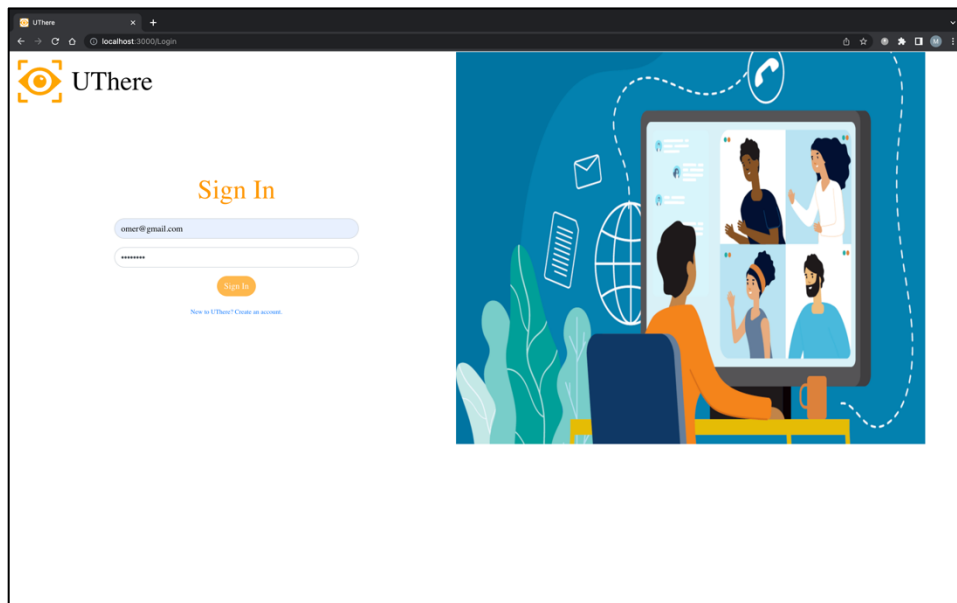 UThere
localhost:3000/Login
M
UThere
Sign In
omer@gmail.com
••••••••
Sign In
New to UThere? Create an account.